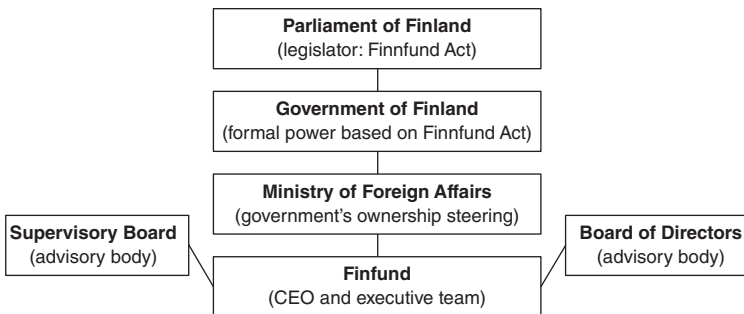 Parliament of Finland
(legislator: Finnfund Act)
Government of Finland
(formal power based on Finnfund Act)
Ministry of Foreign Affairs
(government’s ownership steering)
Supervisory Board
(advisory body)
Board of Directors
(advisory body)
Finfund
(CEO and executive team)